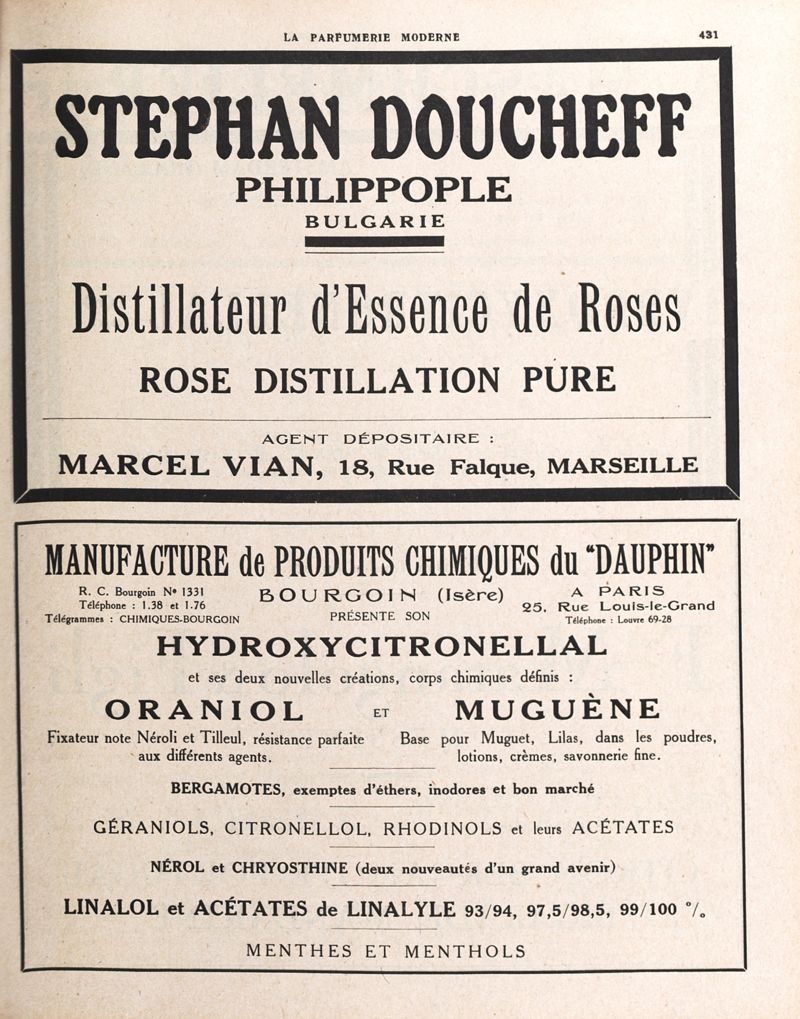 LA PARFUMERIE MODERNE
431
STEPHAN DOUCHEFF
PHILIPPOPLE
BULGARIE
Distillateur d'Essence de Roses
ROSE DISTILLATION PURE
AGENT DÉPOSITAIRE :
MARCEL VIAN, 18, Rue Falque, MARSEILLE
MANUFACTURE de PRODUITS CHIMIQUES du "DAUPHIN"
R. C. Bourgoin Nº 1331
Téléphone : 1.38 et 1.76
Télégrammes : CHIMIQUES-BOURGOIN
BOURGOIN (Isère)
PRÉSENTE SON
A PARIS
25, Rue Louis-le-Grand
Téléphone : Louvre 69-28
HYDROXYCITRONELLAL
et ses deux nouvelles créations, corps chimiques définis :
ORANIOL ET MUGUÈNE
Fixateur note Néroli et Tilleul, résistance parfaite
aux différents agents.
Base pour Muguet, Lilas, dans les poudres,
lotions, crèmes, savonnerie fine.
BERGAMOTES, exemptes d'éthers, inodores et bon marché
GÉRANIOLS, CITRONELLOL, RHODINOLS et leurs ACÉTATES
NÉROL et CHRYOSTHINE (deux nouveautés d'un grand avenir)
LINALOL et ACÉTATES de LINALYLE 93/94, 97,5/98,5, 99/100 %
MENTHES ET MENTHOLS